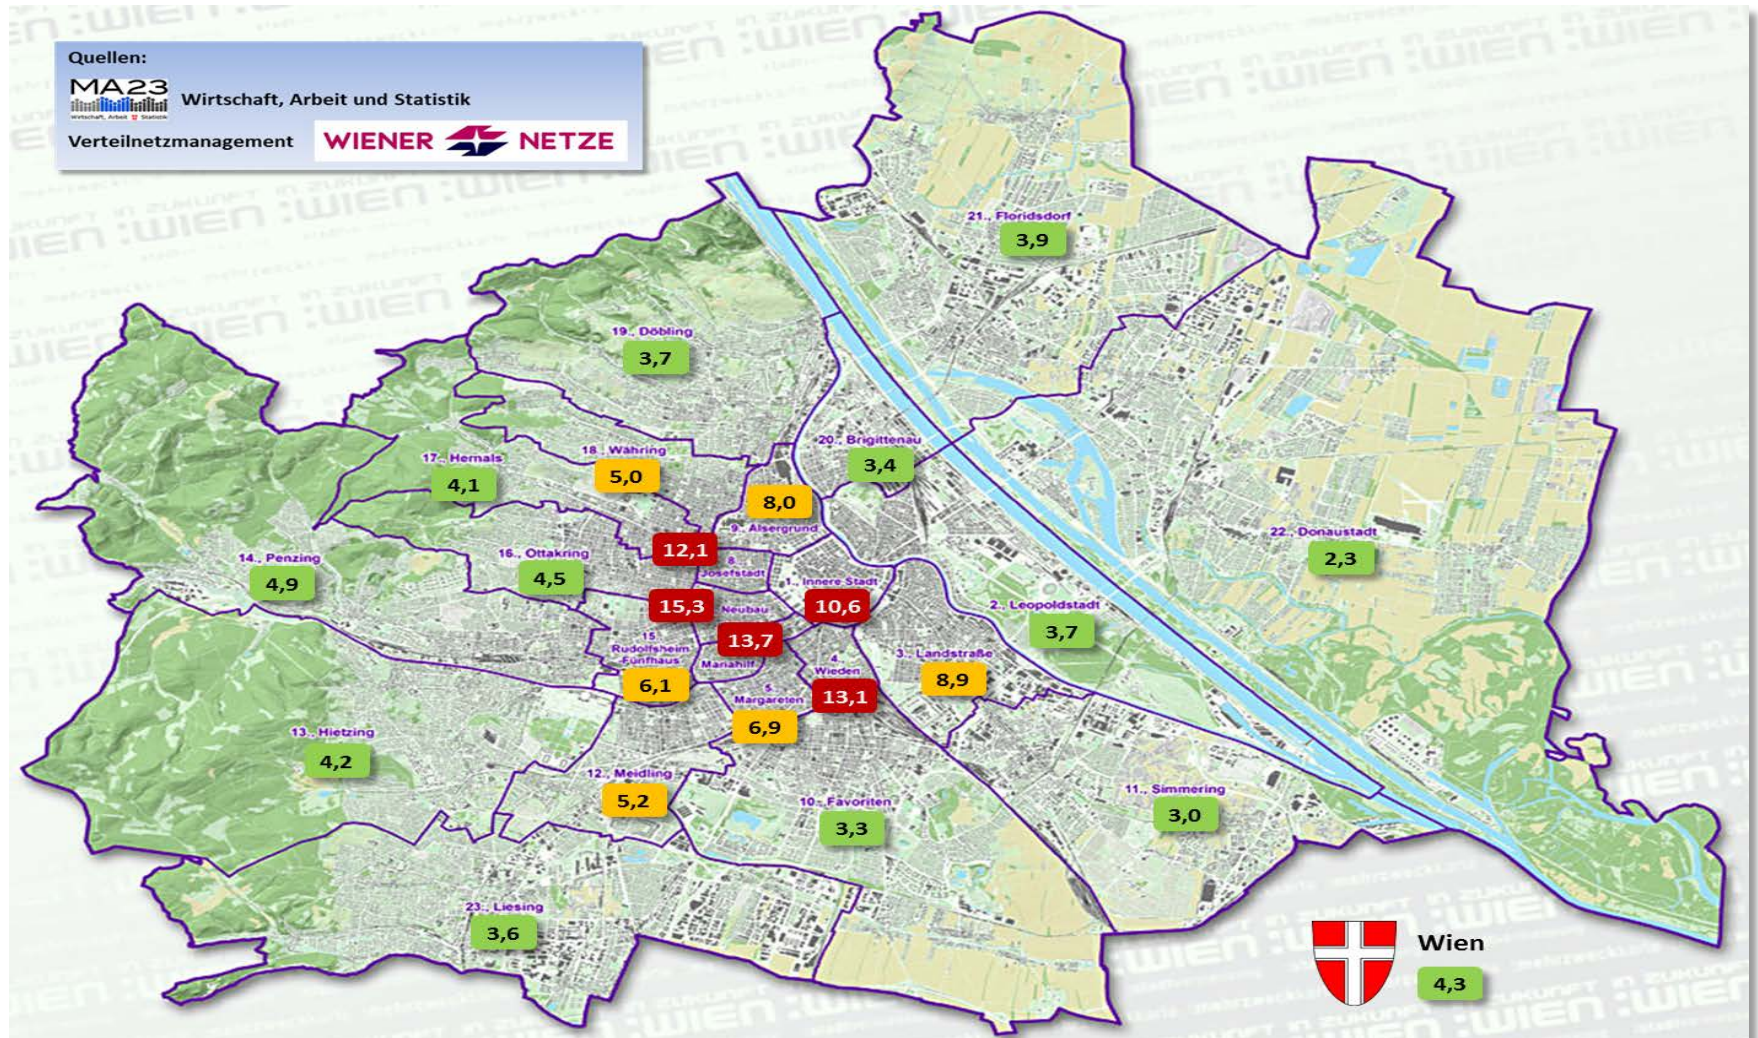 Quellen:
MA23
Wirtschaft, Arbeit & Statistik
Wirtschaft, Arbeit und Statistik
Verteilnetzmanagement
WIENER NETZE
21., Floridsdorf
3,9
19., Döbling
3,7
20., Brigittenau
3,4
18., Währing
5,0
17., Hernals
4,1
8,0
9., Alsergrund
22., Donaustadt
2,3
14., Penzing
4,9
16., Ottakring
4,5
12,1
8.
Josefstadt
1., Innere Stadt
10,6
15,3
Neubau
13,7
Mariahilf
2., Leopoldstadt
3,7
15.
Rudolfsheim
-Fünfhaus
6,1
4.
Wieden
13,1
3., Landstraße
8,9
5.
Margareten
6,9
13., Hietzing
4,2
12., Meidling
5,2
10., Favoriten
3,3
11., Simmering
3,0
23., Liesing
3,6
Wien
4,3